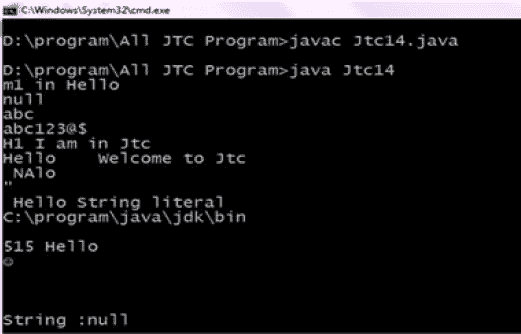 C:\Windows\System32\cmd.exe
D:\program\All JTC Program>javac Jtc14.java
D:\program\All JTC Program>java Jtc14
m1 in Hello
null
abc
abc123@$
H1 I am in Jtc
Hello    Welcome to Jtc
 NAlo
"
 Hello String literal
C:\program\java\jdk\bin
515 Hello
☺
String :null